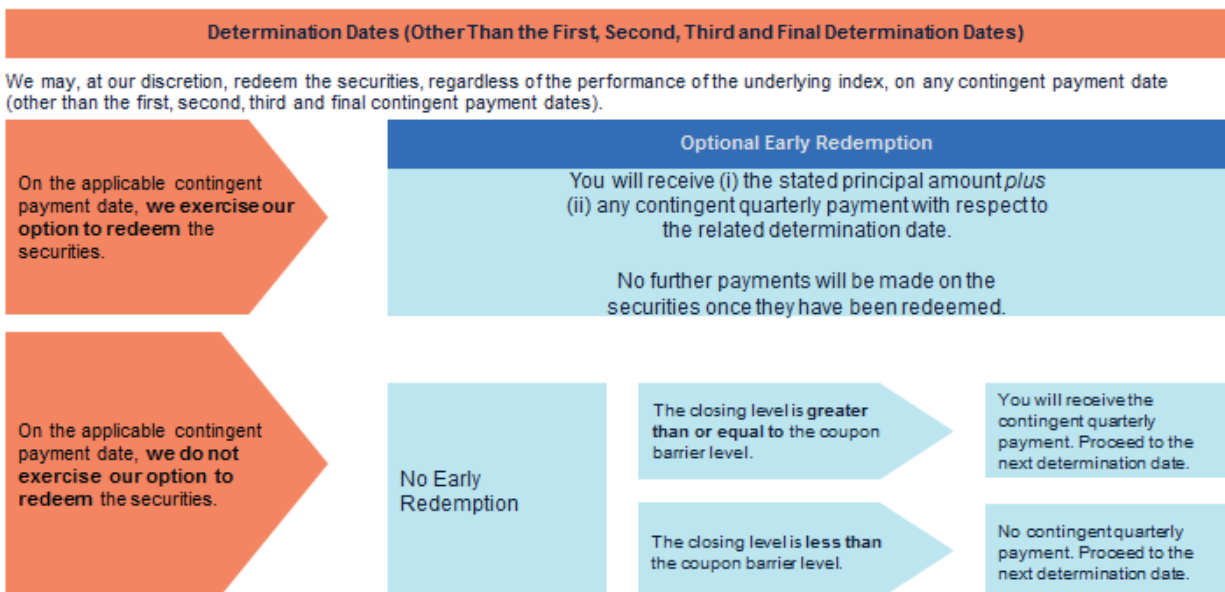 Determination Dates (Other Than the First, Second, Third and Final Determination Dates)
We may, at our discretion, redeem the securities, regardless of the performance of the underlying index, on any contingent payment date
(other than the first, second, third and final contingent payment dates).
On the applicable contingent
payment date, we exercise our
option to redeem the
securities.
Optional Early Redemption
You will receive (i) the stated principal amount plus
(ii) any contingent quarterly payment with respect to
the related determination date.
No further payments will be made on the
securities once they have been redeemed.
On the applicable contingent
payment date, we do not
exercise our option to
redeem the securities.
No Early
Redemption
The closing level is greater
than or equal to the coupon
barrier level.
You will receive the
contingent quarterly
payment. Proceed to the
next determination date.
The closing level is less than
the coupon barrier level.
No contingent quarterly
payment. Proceed to the
next determination date.